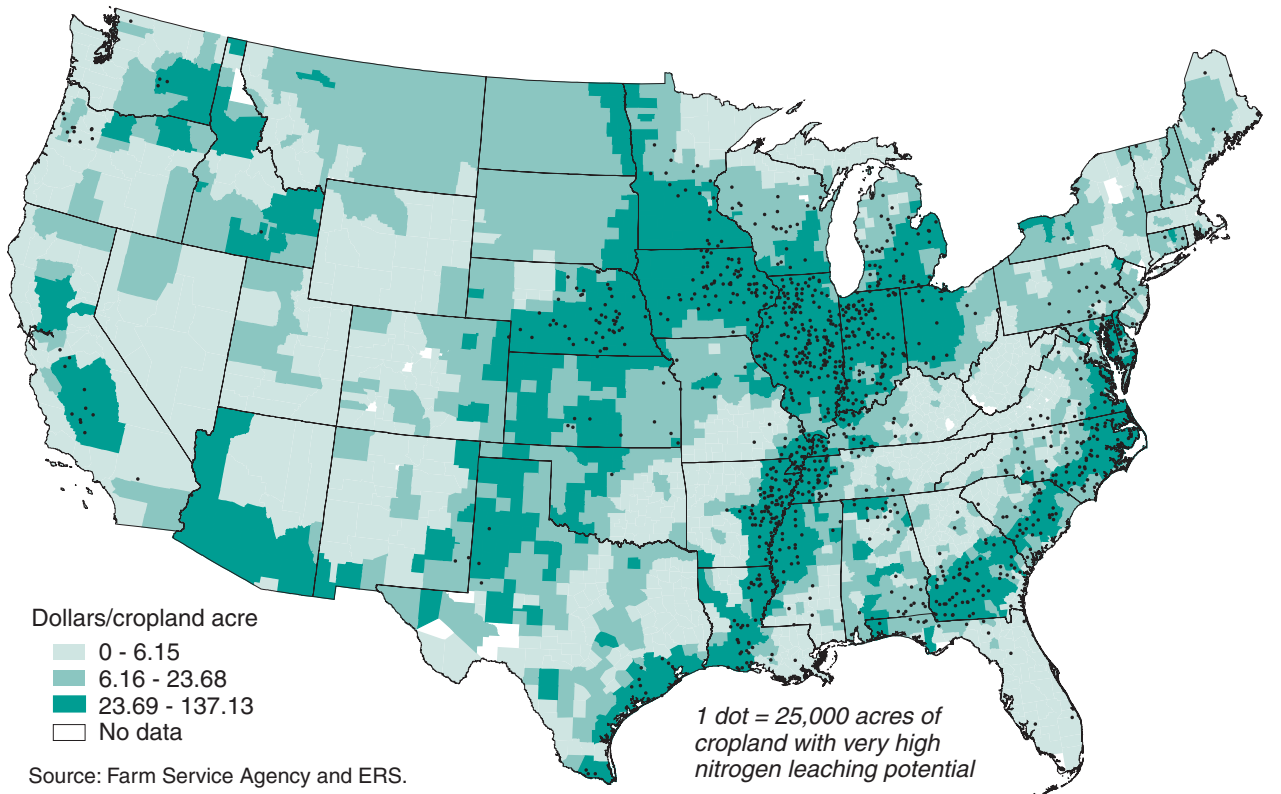 Dollars/cropland acre
0 - 6.15
6.16 - 23.68
23.69 - 137.13
No data
Source: Farm Service Agency and ERS.
1 dot = 25,000 acres of
cropland with very high
nitrogen leaching potential